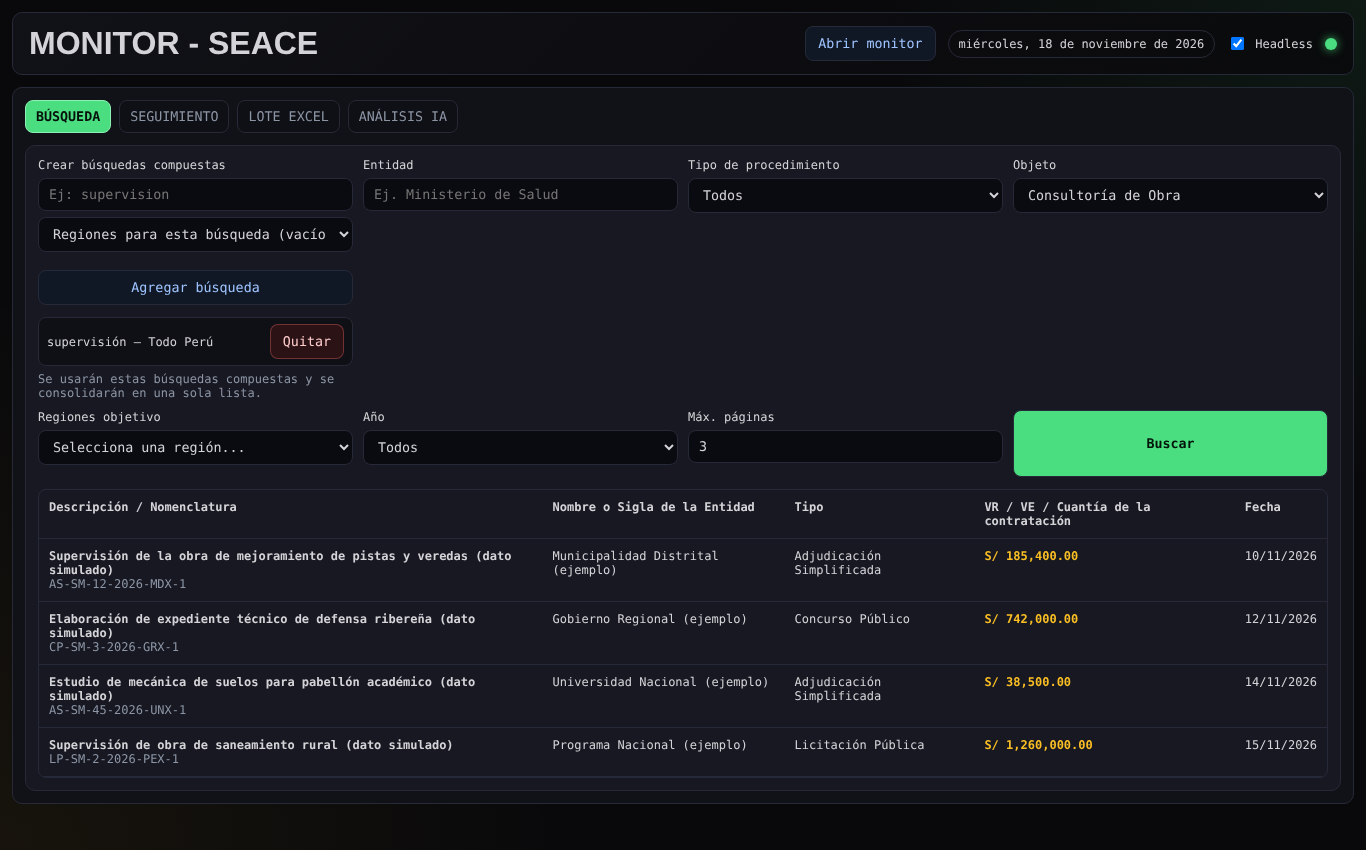 MONITOR - SEACE
Abrir monitor
miércoles, 18 de noviembre de 2026
Headless
BÚSQUEDA
SEGUIMIENTO
LOTE EXCEL
ANÁLISIS IA
Crear búsquedas compuestas
Entidad
Tipo de procedimiento
Objeto
Ej: supervision
Ej. Ministerio de Salud
Todos
Consultoría de Obra
Regiones para esta búsqueda (vacío
Agregar búsqueda
supervisión — Todo Perú
Quitar
Se usarán estas búsquedas compuestas y se
consolidarán en una sola lista.
Regiones objetivo
Año
Máx. páginas
Selecciona una región...
Todos
3
Buscar
Descripción / Nomenclatura
Nombre o Sigla de la Entidad
Tipo
VR / VE / Cuantía de la
contratación
Fecha
Supervisión de la obra de mejoramiento de pistas y veredas (dato
simulado)
AS-SM-12-2026-MDX-1
Municipalidad Distrital
(ejemplo)
Adjudicación
Simplificada
S/ 185,400.00
10/11/2026
Elaboración de expediente técnico de defensa ribereña (dato
simulado)
CP-SM-3-2026-GRX-1
Gobierno Regional (ejemplo)
Concurso Público
S/ 742,000.00
12/11/2026
Estudio de mecánica de suelos para pabellón académico (dato
simulado)
AS-SM-45-2026-UNX-1
Universidad Nacional (ejemplo)
Adjudicación
Simplificada
S/ 38,500.00
14/11/2026
Supervisión de obra de saneamiento rural (dato simulado)
LP-SM-2-2026-PEX-1
Programa Nacional (ejemplo)
Licitación Pública
S/ 1,260,000.00
15/11/2026